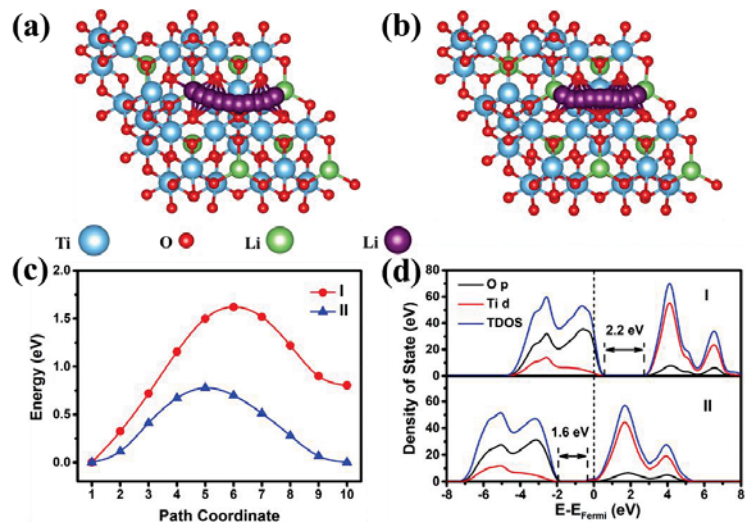 (a) (b)
Ti O Li Li
(c)
2.0
1.5
1.0
0.5
0.0
Energy (eV)
I
II
1 2 3 4 5 6 7 8 9 10
Path Coordinate
(d)
80
60
40
20
0
60
40
20
0
Density of State (eV)
O p
Ti d
TDOS
I
2.2 eV
II
1.6 eV
-8 -6 -4 -2 0 2 4 6 8
E-EFermi (eV)